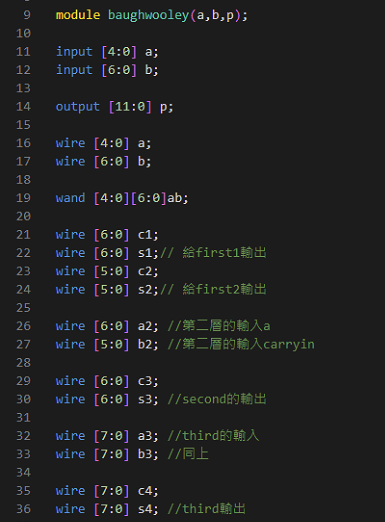 9 module baughwooley(a,b,p);
10
11 input [4:0] a;
12 input [6:0] b;
13
14 output [11:0] p;
15
16 wire [4:0] a;
17 wire [6:0] b;
18
19 wand [4:0][6:0]ab;
20
21 wire [6:0] c1;
22 wire [6:0] s1;// 給first1輸出
23 wire [5:0] c2;
24 wire [5:0] s2;// 給first2輸出
25
26 wire [6:0] a2; //第二層的輸入a
27 wire [5:0] b2; //第二層的輸入carryin
28
29 wire [6:0] c3;
30 wire [6:0] s3; //second的輸出
31
32 wire [7:0] a3; //third的輸入
33 wire [7:0] b3; //同上
34
35 wire [7:0] c4;
36 wire [7:0] s4; //third輸出